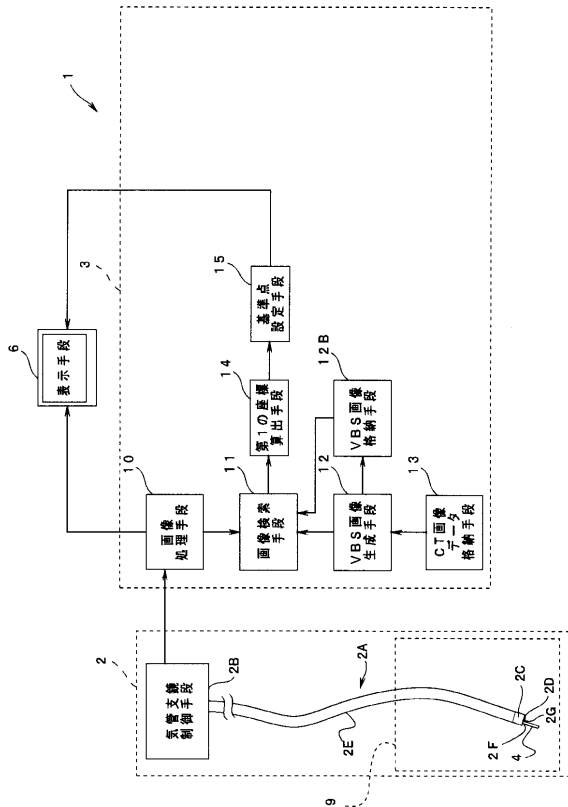 1
3
6
表示手段
15
基準点
設定手段
14
第1の座標
算出手段
12B
VBS画像
格納手段
10
画像
処理手段
11
画像検索
手段
12
VBS画像
生成手段
13
CT画像
データ
格納手段
2
気管支鏡
制御手段
2B
2A
2E
2C
2D
2G
2F
4
9